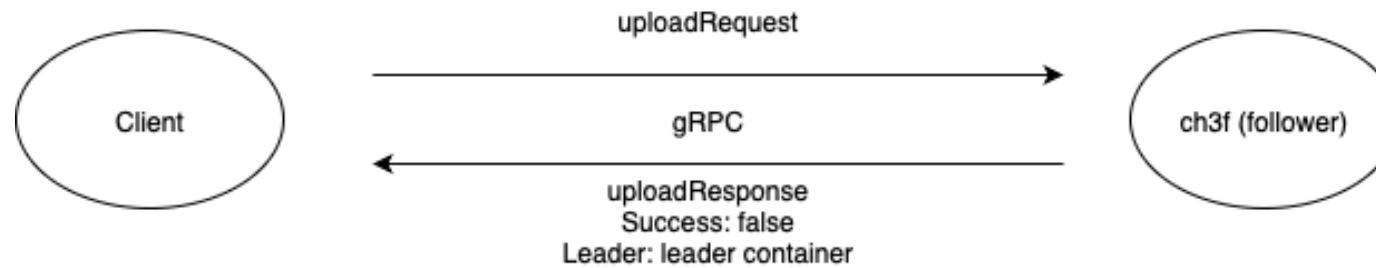 uploadRequest
Client
gRPC
ch3f (follower)
uploadResponse
Success: false
Leader: leader container